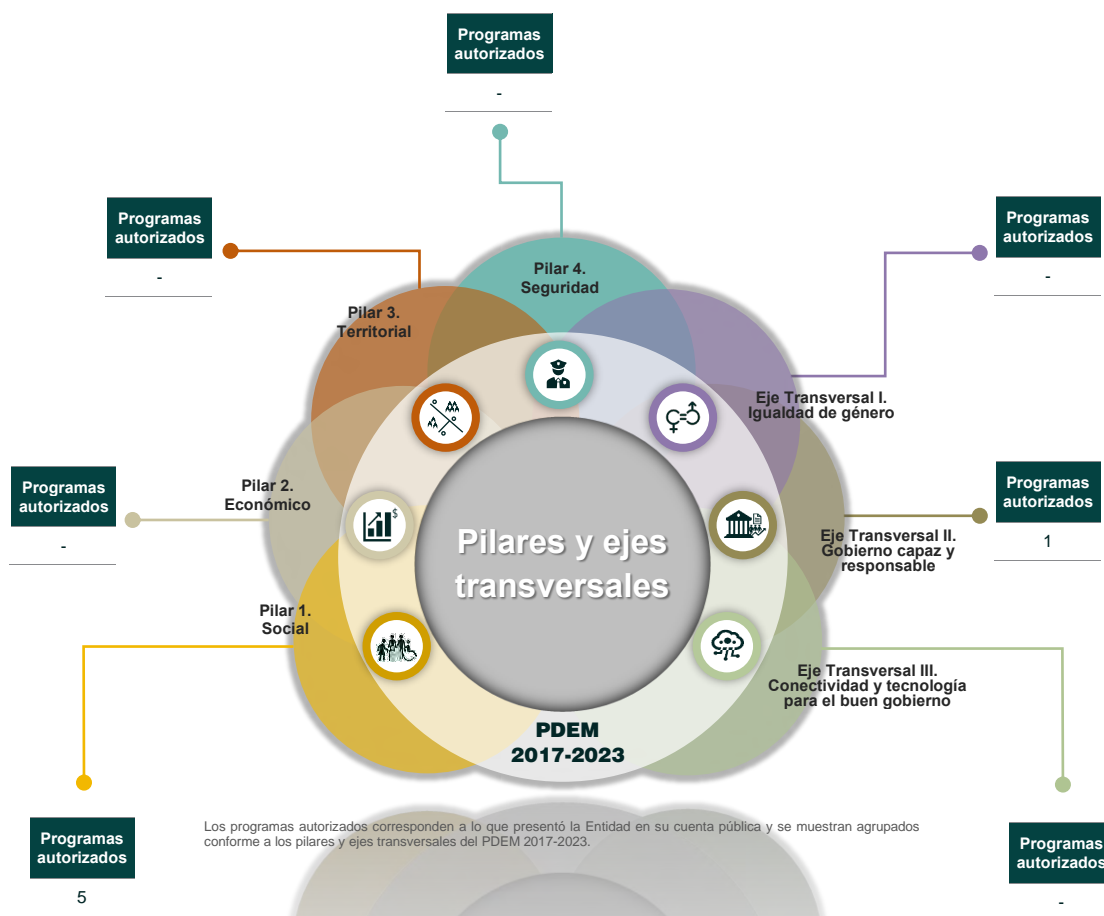 Programas
autorizados
-
Programas
autorizados
-
Programas
autorizados
-
Pilar 4.
Seguridad
Pilar 3.
Territorial
Eje Transversal I.
Igualdad de género
Programas
autorizados
-
Pilar 2.
Económico
$
Programas
autorizados
1
Eje Transversal II.
Gobierno capaz y
responsable
Pilares y ejes
transversales
Pilar 1.
Social
Eje Transversal III.
Conectividad y tecnología
para el buen gobierno
PDEM
2017-2023
Programas
autorizados
5
Los programas autorizados corresponden a lo que presentó la Entidad en su cuenta pública y se muestran agrupados
conforme a los pilares y ejes transversales del PDEM 2017-2023.
Programas
autorizados
-